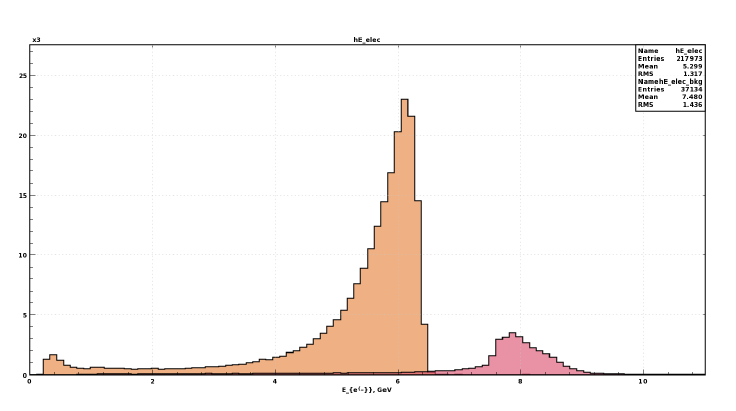 x3
hE_elec
Name hE_elec
Entries 217973
Mean 5.299
RMS 1.317
NamehE_elec_bkg
Entries 37134
Mean 7.480
RMS 1.436
25
20
15
10
5
0
0 2 4 6 8 10
E_{e^{-}}, GeV